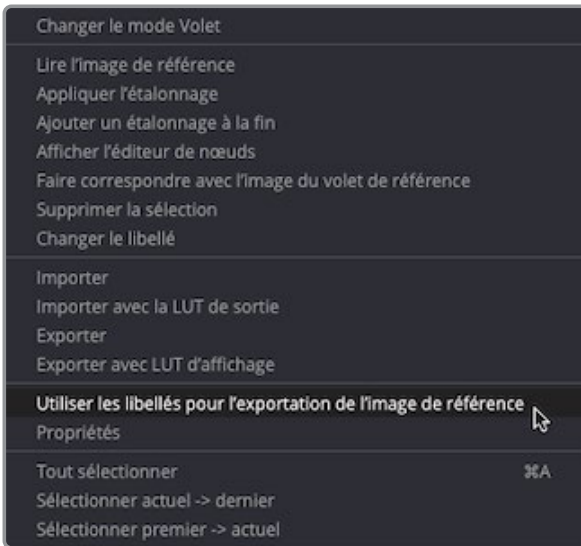 Changer le mode Volet
Lire l'image de référence
Appliquer l'étalonnage
Ajouter un étalonnage à la fin
Afficher l'éditeur de nœuds
Faire correspondre avec l'image du volet de référence
Supprimer la sélection
Changer le libellé
Importer
Importer avec la LUT de sortie
Exporter
Exporter avec LUT d'affichage
Utiliser les libellés pour l'exportation de l'image de référence
Propriétés
Tout sélectionner ⌘A
Sélectionner actuel -> dernier
Sélectionner premier -> actuel